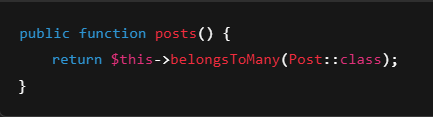 public function posts() {
    return $this->belongsToMany(Post::class);
}